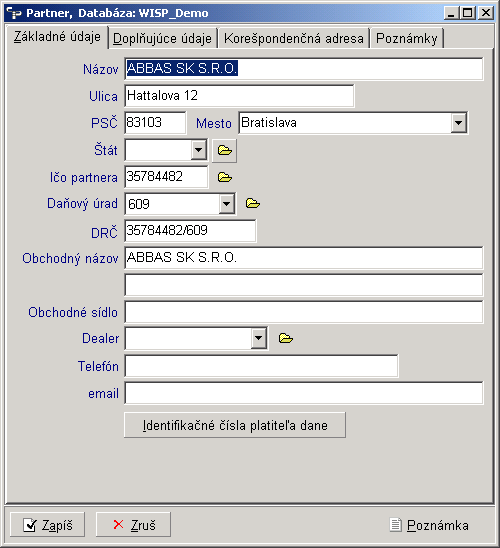 Partner, Databáza: WISP_Demo
Základné údaje Doplňujúce údaje Korešpondenčná adresa Poznámky
Názov ABBAS SK S.R.O.
Ulica Hattalova 12
PSČ 83103 Mesto Bratislava
Štát
Ičo partnera 35784482
Daňový úrad 609
DRČ 35784482/609
Obchodný názov ABBAS SK S.R.O.
Obchodné sídlo
Dealer
Telefón
email
Identifikačné čísla platiteľa dane
Zapíš Zruš Poznámka